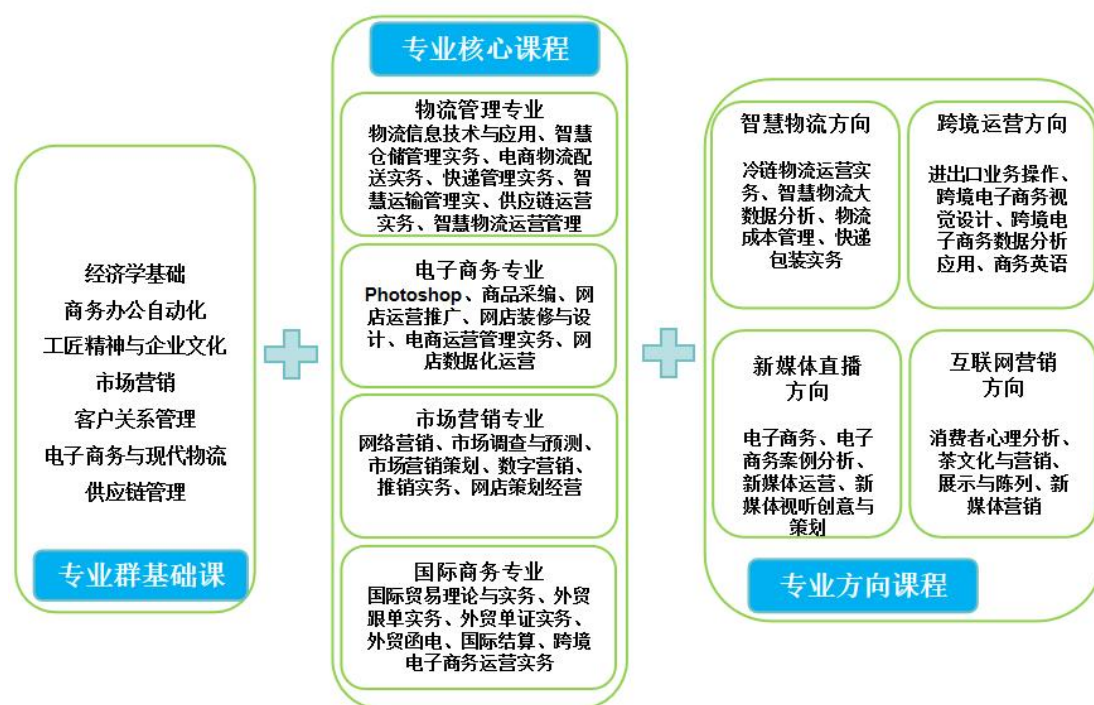 经济学基础
商务办公自动化
工匠精神与企业文化
市场营销
客户关系管理
电子商务与现代物流
供应链管理
专业群基础课
专业核心课程
物流管理专业
物流信息技术与应用、智慧
仓储管理实务、电商物流配
送实务、快递管理实务、智
慧运输管理实、供应链运营
实务、智慧物流运营管理
电子商务专业
Photoshop、商品采编、网
店运营推广、网店装修与设
计、电商运营管理实务、网
店数据化运营
市场营销专业
网络营销、市场调查与预测、
市场营销策划、数字营销、
推销实务、网店策划经营
国际商务专业
国际贸易理论与实务、外贸
跟单实务、外贸单证实务、
外贸函电、国际结算、跨境
电子商务运营实务
智慧物流方向
冷链物流运营实
务、智慧物流大
数据分析、物流
成本管理、快递
包装实务
跨境运营方向
进出口业务操作、
跨境电子商务视
觉设计、跨境电
子商务数据分析
应用、商务英语
新媒体直播
方向
电子商务、电子
商务案例分析、
新媒体运营、新
媒体视听创意与
策划
互联网营销
方向
消费者心理分析、
茶文化与营销、
展示与陈列、新
媒体营销
专业方向课程